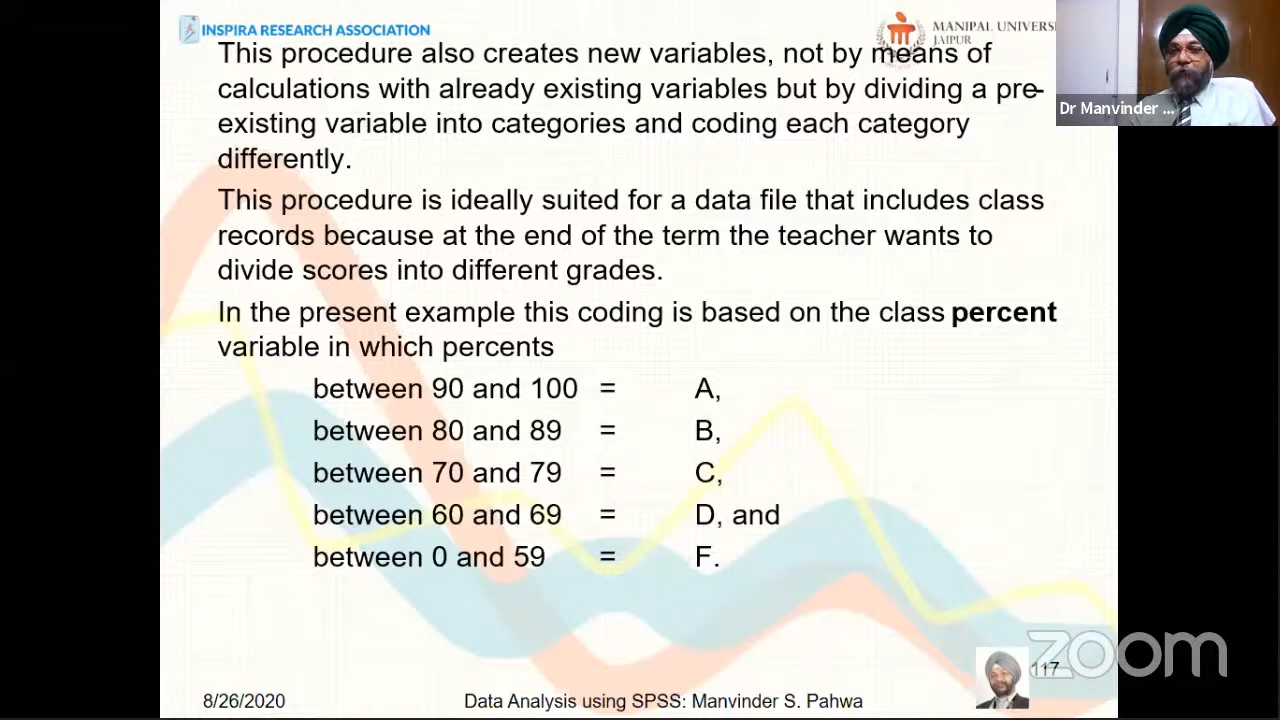 INSPIRA RESEARCH ASSOCIATION
MANIPAL UNIVERS
JAIPUR
This procedure also creates new variables, not by means of
calculations with already existing variables but by dividing a pre-
existing variable into categories and coding each category
differently.
This procedure is ideally suited for a data file that includes class
records because at the end of the term the teacher wants to
divide scores into different grades.
In the present example this coding is based on the class percent
variable in which percents
between 90 and 100 = A,
between 80 and 89 = B,
between 70 and 79 = C,
between 60 and 69 = D, and
between 0 and 59 = F.
Dr Manvinder ...
zoom
117
8/26/2020
Data Analysis using SPSS: Manvinder S. Pahwa